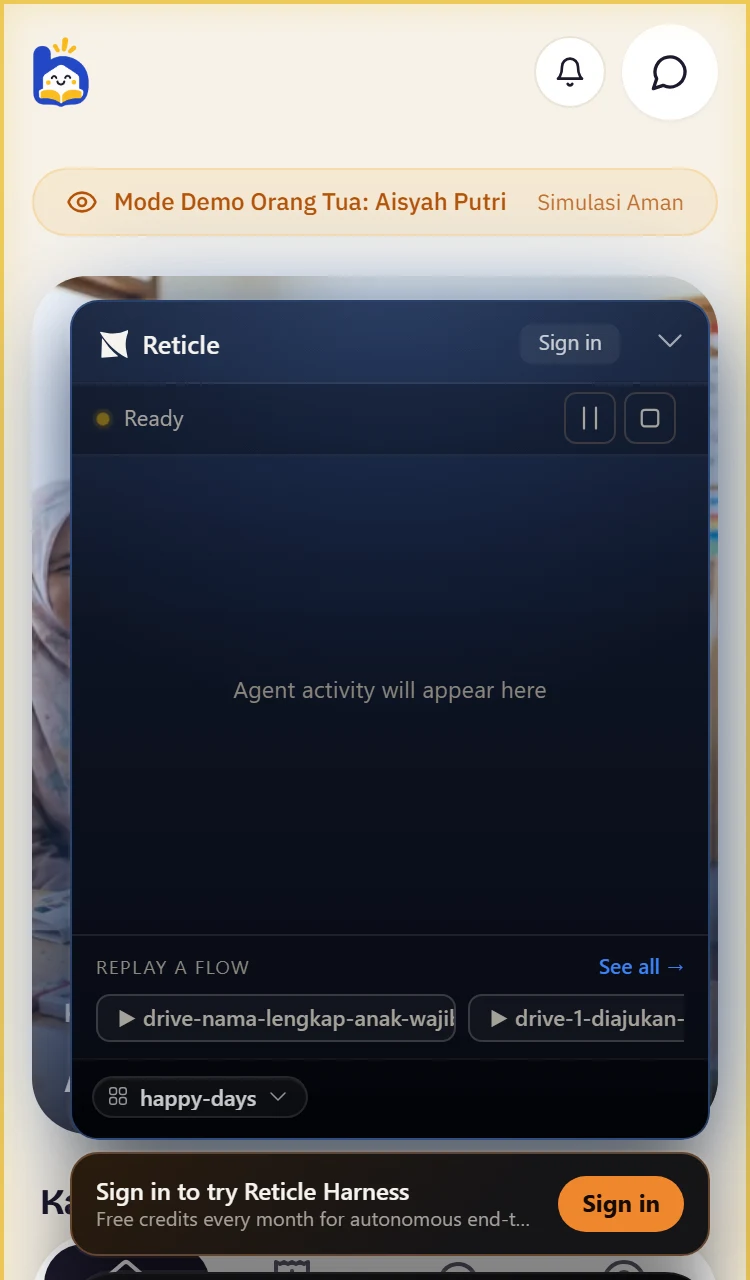 Mode Demo Orang Tua: Aisyah Putri Simulasi Aman
Reticle Sign in
Ready
Agent activity will appear here
REPLAY A FLOW See all →
drive-nama-lengkap-anak-wajib drive-1-diajukan-
happy-days
Sign in to try Reticle Harness
Free credits every month for autonomous end-t...
Sign in